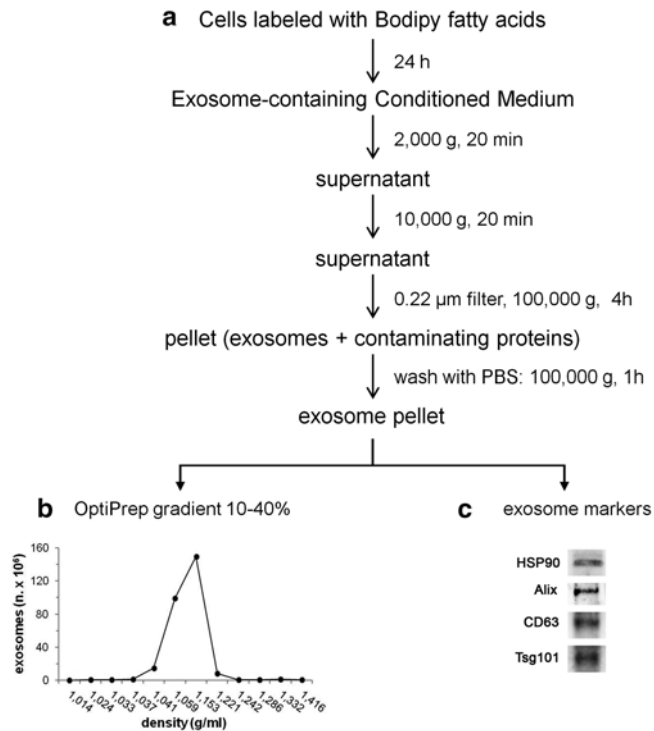 a Cells labeled with Bodipy fatty acids
24 h
Exosome-containing Conditioned Medium
2,000 g, 20 min
supernatant
10,000 g, 20 min
supernatant
0.22 µm filter, 100,000 g, 4h
pellet (exosomes + contaminating proteins)
wash with PBS: 100,000 g, 1h
exosome pellet
b OptiPrep gradient 10-40%
160
120
80
40
0
exosomes (n. x 10⁶)
1,014
1,024
1,033
1,037
1,041
1,059
1,153
1,221
1,242
1,286
1,332
1,416
density (g/ml)
c exosome markers
HSP90
Alix
CD63
Tsg101